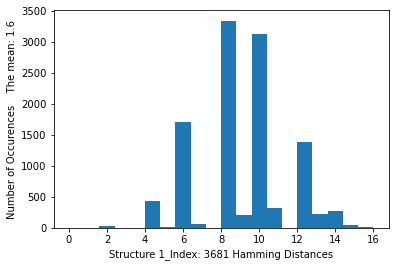 3500
3000
2500
2000
1500
1000
500
0
Number of Occurences    The mean: 1.6
0 2 4 6 8 10 12 14 16
Structure 1_Index: 3681 Hamming Distances